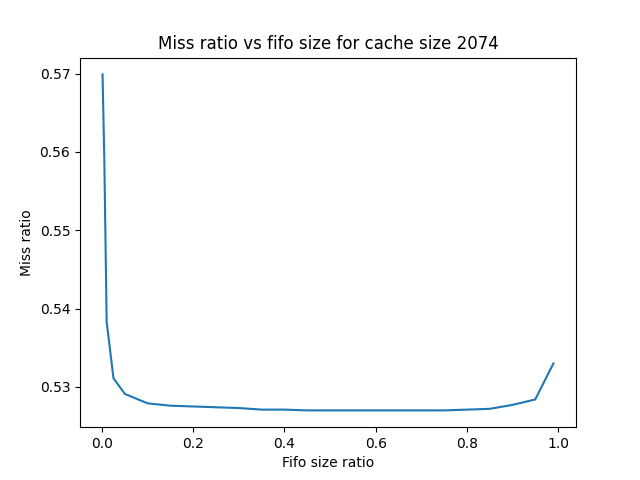 Miss ratio vs fifo size for cache size 2074
0.57
0.56
0.55
0.54
0.53
Miss ratio
0.0 0.2 0.4 0.6 0.8 1.0
Fifo size ratio